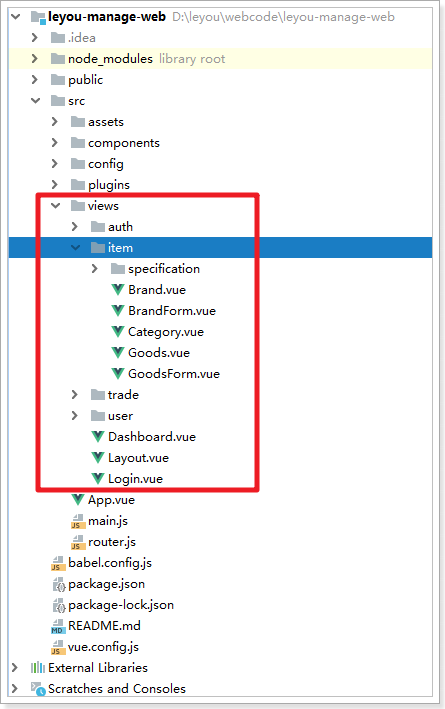 leyou-manage-web D:\leyou\webcode\leyou-manage-web
.idea
node_modules library root
public
src
assets
components
config
plugins
views
auth
item
specification
Brand.vue
BrandForm.vue
Category.vue
Goods.vue
GoodsForm.vue
trade
user
Dashboard.vue
Layout.vue
Login.vue
App.vue
JS main.js
JS router.js
JS babel.config.js
package.json
package-lock.json
MD README.md
JS vue.config.js
External Libraries
Scratches and Consoles